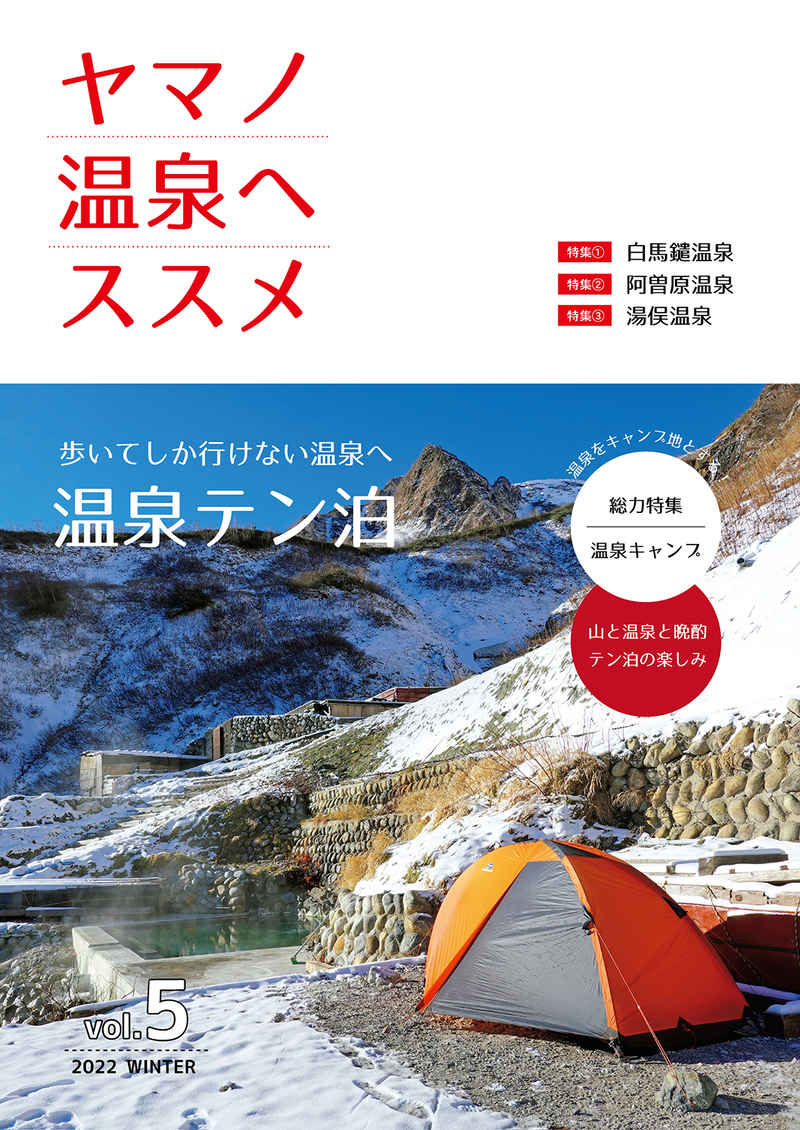 ヤマノ
温泉へ
ススメ
特集① 白馬鑓温泉
特集② 阿曽原温泉
特集③ 湯俣温泉
歩いてしか行けない温泉へ
温泉テン泊
温泉をキャンプ地とする！
総力特集
温泉キャンプ
山と温泉と晩酌
テン泊の楽しみ
vol.5
2022 WINTER